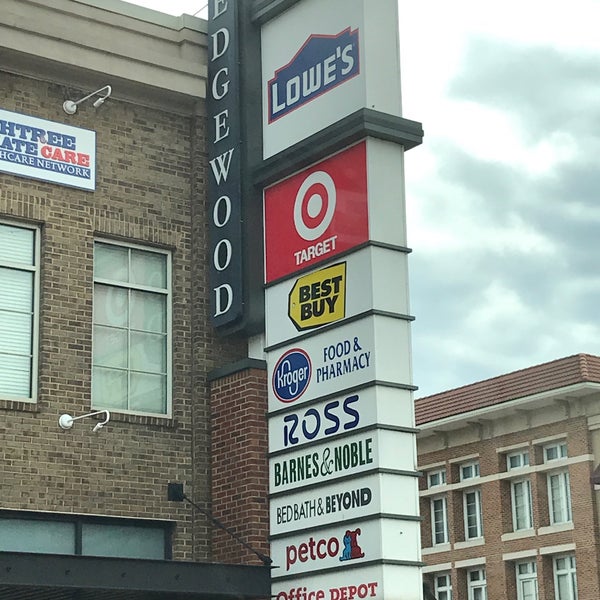 EDGEWOOD
HTREE
ATE CARE
HCARE NETWORK
LOWE'S
TARGET
BEST
BUY
Kroger
FOOD &
PHARMACY
ROSS
BARNES & NOBLE
BED BATH & BEYOND
petco
Office DEPOT